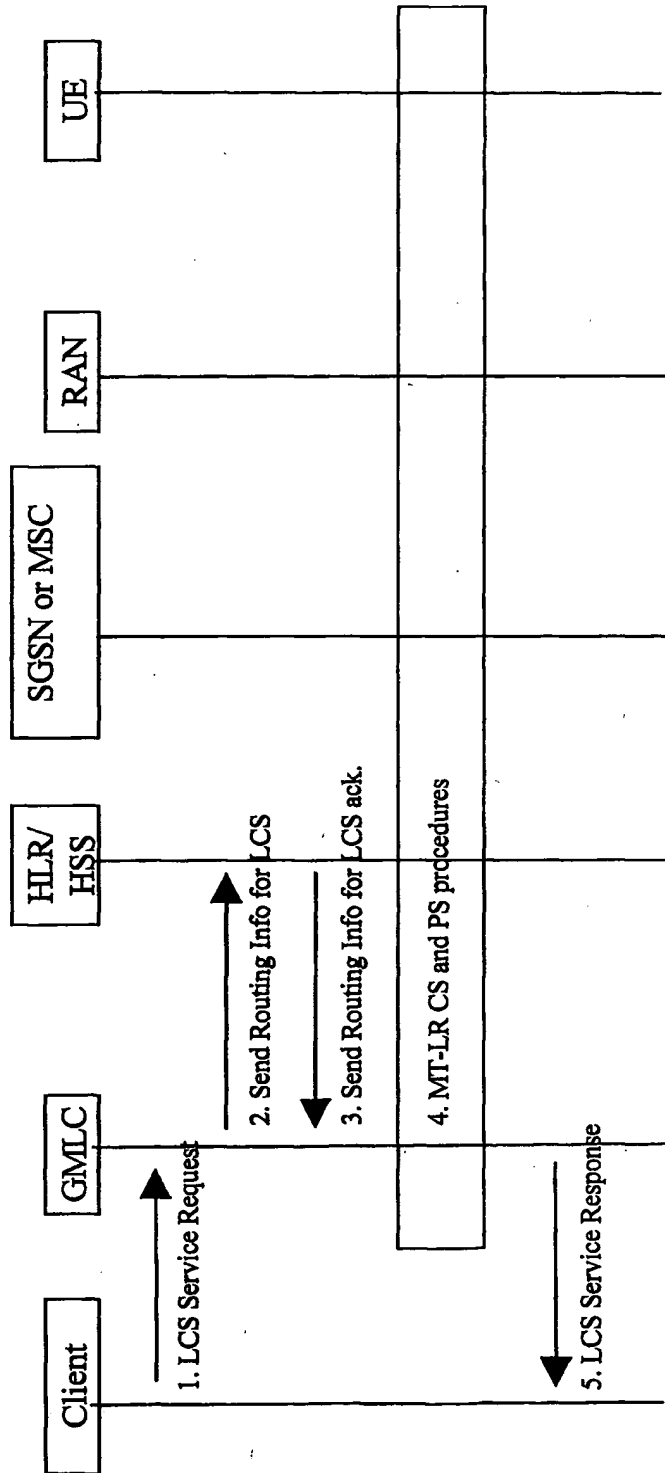 Client
GMLC
HLR/
HSS
SGSN or MSC
RAN
UE
1. LCS Service Request
2. Send Routing Info for LCS
3. Send Routing Info for LCS ack.
4. MT-LR CS and PS procedures
5. LCS Service Response